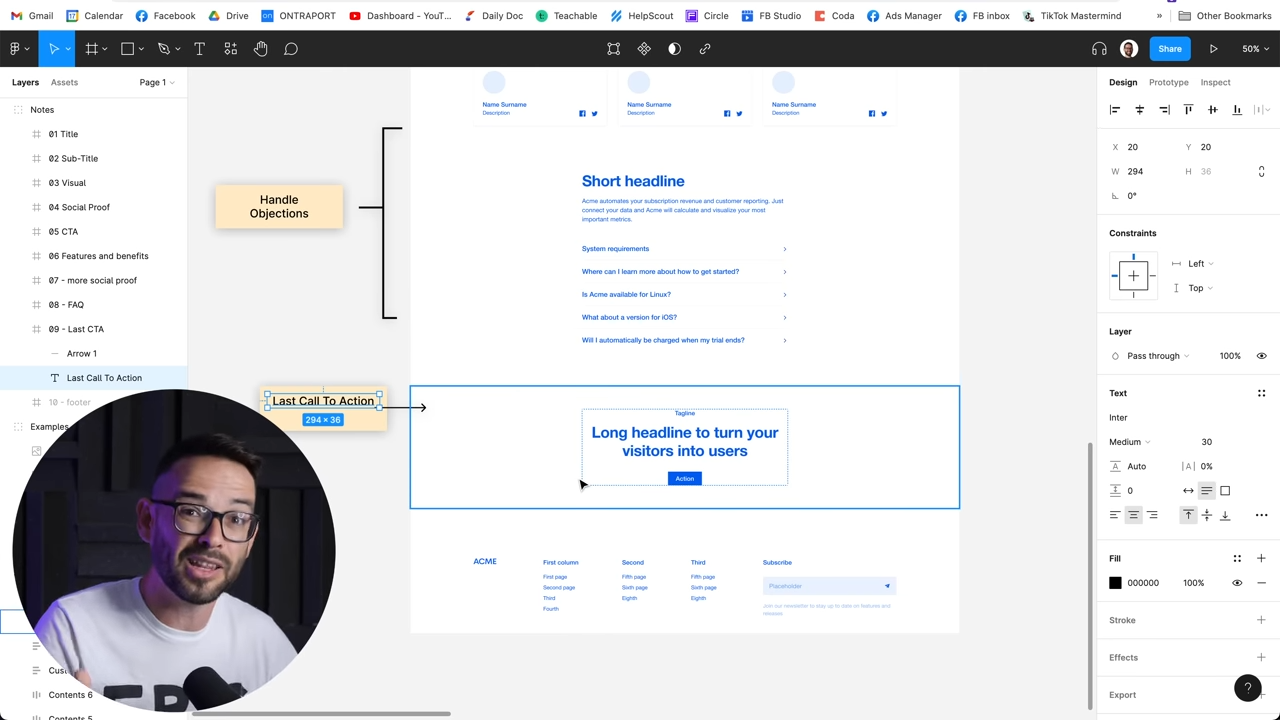 Gmail
Calendar
Facebook
Drive
on ONTRAPORT
Dashboard - YouT...
Daily Doc
Teachable
HelpScout
Circle
FB Studio
Coda
Ads Manager
FB inbox
TikTok Mastermind
»
Other Bookmarks
Share
50%
Layers
Assets
Page 1
Design
Prototype
Inspect
Notes
01 Title
02 Sub-Title
03 Visual
04 Social Proof
05 CTA
06 Features and benefits
07 - more social proof
08 - FAQ
09 - Last CTA
Arrow 1
Last Call To Action
10 - footer
Examples
Contents 6
Contents 5
Handle
Objections
Last Call To Action
294 × 36
Name Surname
Description
Name Surname
Description
Name Surname
Description
Short headline
Acme automates your subscription revenue and customer reporting. Just
connect your data and Acme will calculate and visualize your most
important metrics.
System requirements
Where can I learn more about how to get started?
Is Acme available for Linux?
What about a version for iOS?
Will I automatically be charged when my trial ends?
Tagline
Long headline to turn your
visitors into users
Action
ACME
First column
First page
Second page
Third
Fourth
Second
Fifth page
Sixth page
Eighth
Third
Fifth page
Sixth page
Eighth
Subscribe
Placeholder
Join our newsletter to stay up to date on features and
releases
X 20
Y 20
W 294
H 36
0°
Constraints
Left
Top
Layer
Pass through
100%
Text
Inter
Medium
30
Auto
0%
0
Fill
000000
100%
Stroke
Effects
Export
?